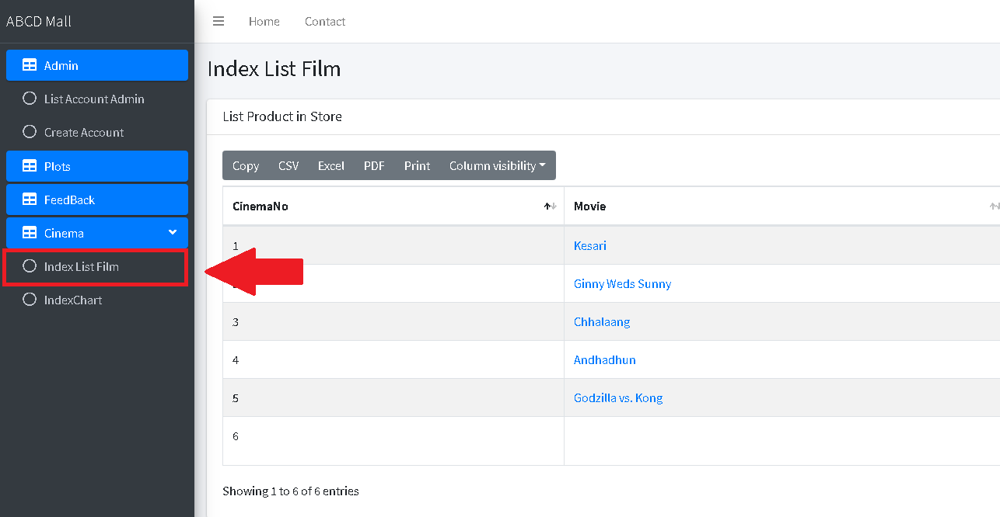 ABCD Mall
Home Contact
Admin
List Account Admin
Create Account
Plots
FeedBack
Cinema
Index List Film
IndexChart
Index List Film
List Product in Store
Copy CSV Excel PDF Print Column visibility
CinemaNo Movie
1 Kesari
Ginny Weds Sunny
3 Chhalaang
4 Andhadhun
5 Godzilla vs. Kong
6
Showing 1 to 6 of 6 entries